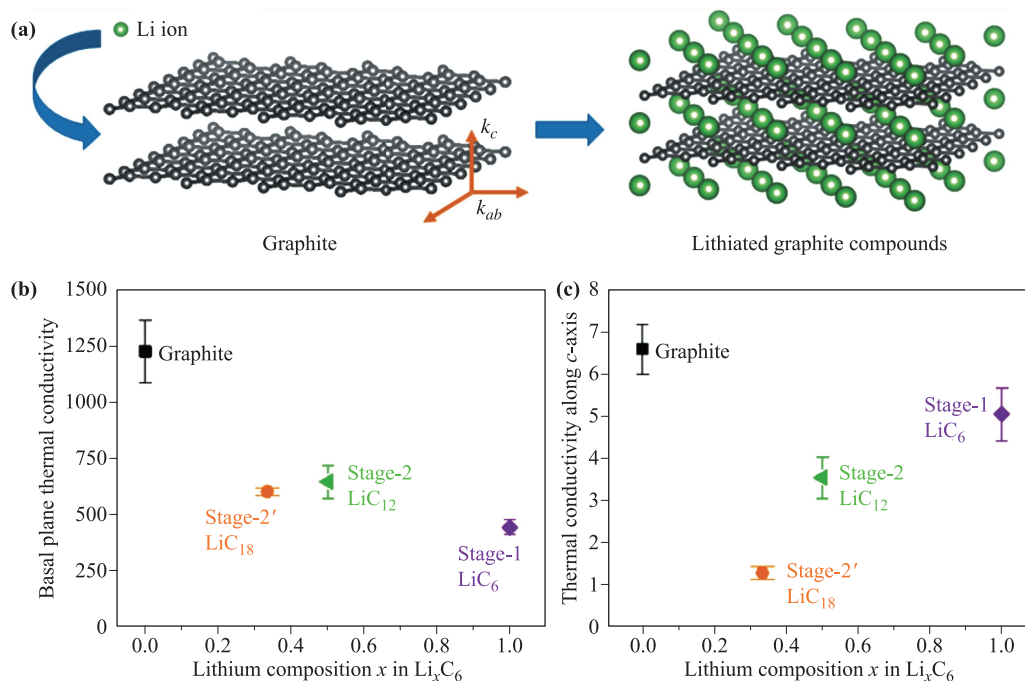 (a)
Li ion
k_c
k_ab
Graphite
Lithiated graphite compounds
(b)
1500
1250
1000
750
500
250
0
Basal plane thermal conductivity
Graphite
Stage-2′
LiC₁₈
Stage-2
LiC₁₂
Stage-1
LiC₆
0.0 0.2 0.4 0.6 0.8 1.0
Lithium composition x in LiₓC₆
(c)
8
7
6
5
4
3
2
1
0
Thermal conductivity along c-axis
Graphite
Stage-1
LiC₆
Stage-2
LiC₁₂
Stage-2′
LiC₁₈
0.0 0.2 0.4 0.6 0.8 1.0
Lithium composition x in LiₓC₆